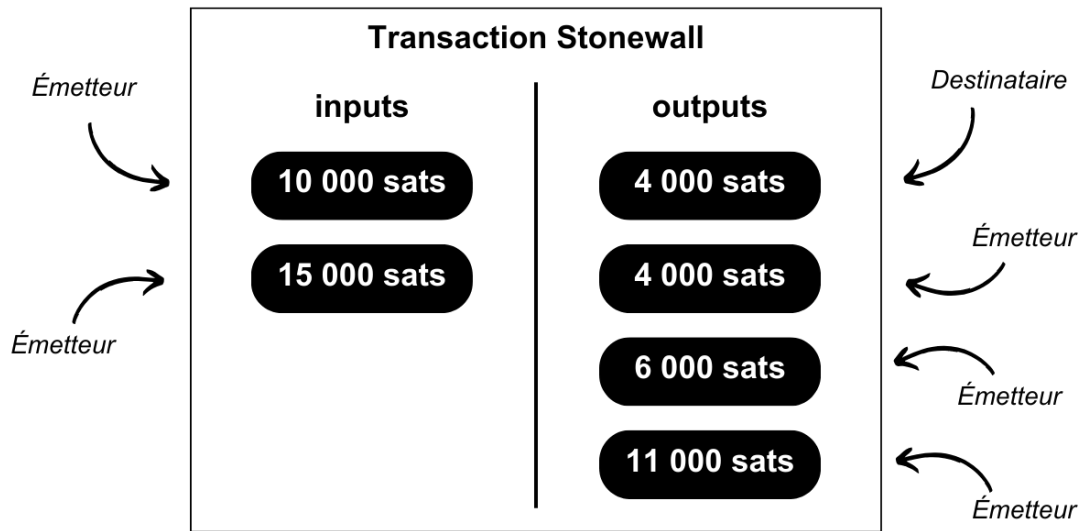 Transaction Stonewall
Émetteur
Destinataire
inputs
outputs
10 000 sats
4 000 sats
15 000 sats
4 000 sats
Émetteur
Émetteur
6 000 sats
Émetteur
11 000 sats
Émetteur